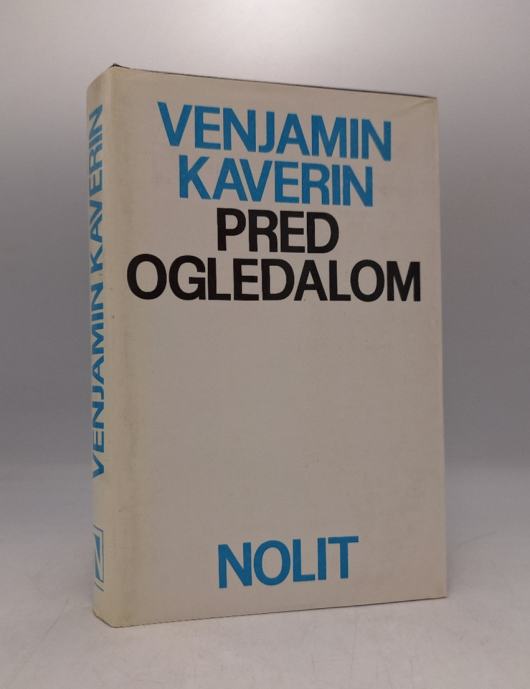 VENJAMIN
KAVERIN
PRED
OGLEDALOM
NOLIT
VENJAMIN KAVERIN